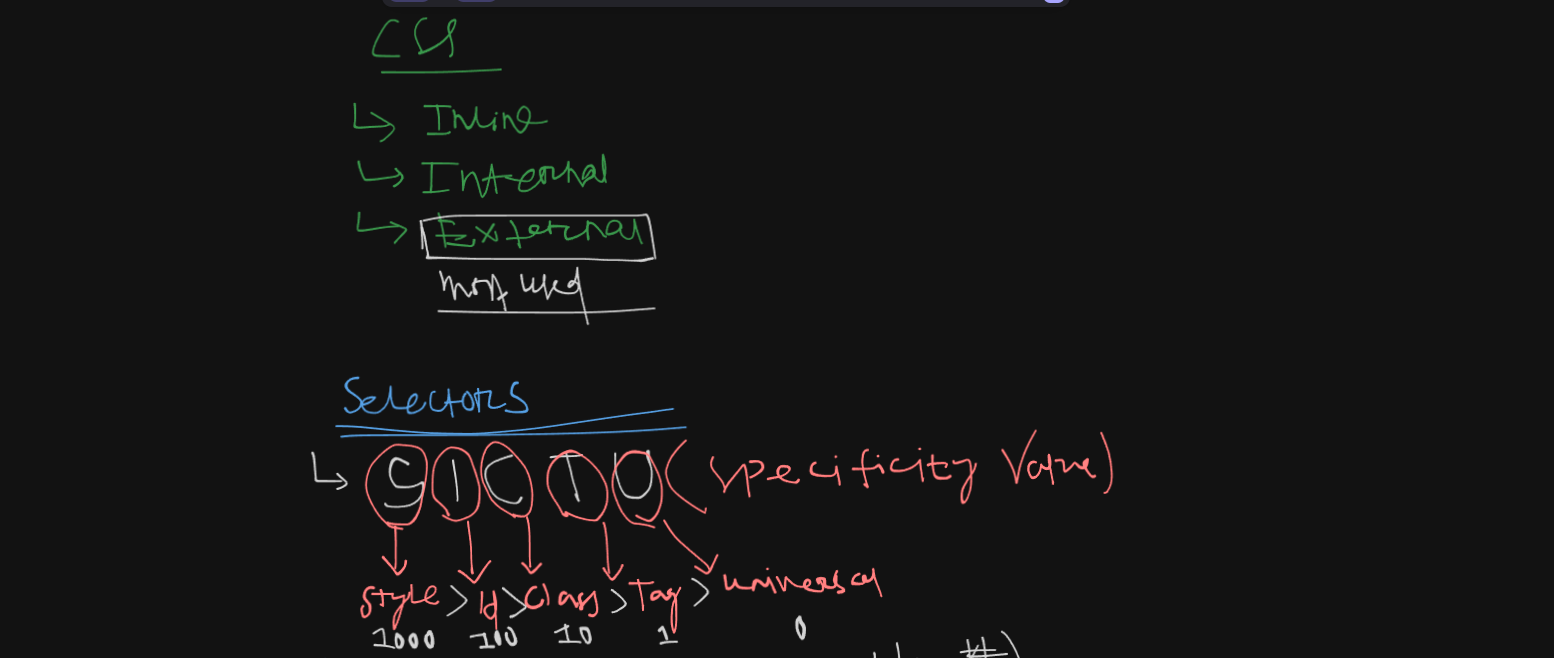 CSS
Inline
Internal
External
most used
Selectors
S I C T U (specificity value)
Style > Id > Class > Tag > universal
1000 100 10 1 0